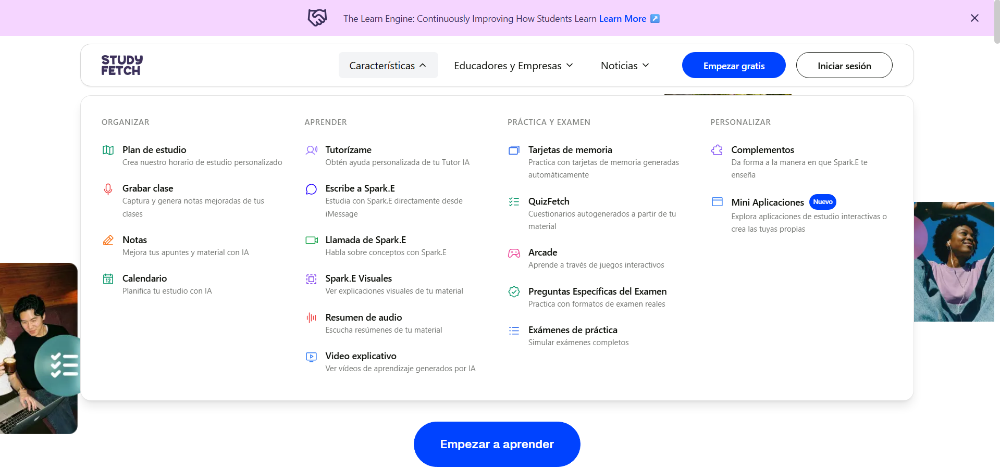 The Learn Engine: Continuously Improving How Students Learn Learn More
STUDY
FETCH
Características
Educadores y Empresas
Noticias
Empezar gratis
Iniciar sesión
ORGANIZAR
Plan de estudio
Crea nuestro horario de estudio personalizado
Grabar clase
Captura y genera notas mejoradas de tus
clases
Notas
Mejora tus apuntes y material con IA
12
Calendario
Planifica tu estudio con IA
APRENDER
Tutorízame
Obtén ayuda personalizada de tu Tutor IA
Escribe a Spark.E
Estudia con Spark.E directamente desde
iMessage
Llamada de Spark.E
Habla sobre conceptos con Spark.E
Spark.E Visuales
Ver explicaciones visuales de tu material
Resumen de audio
Escucha resúmenes de tu material
Video explicativo
Ver vídeos de aprendizaje generados por IA
PRÁCTICA Y EXAMEN
Tarjetas de memoria
Practica con tarjetas de memoria generadas
automáticamente
QuizFetch
Cuestionarios autogenerados a partir de tu
material
Arcade
Aprende a través de juegos interactivos
Preguntas Específicas del Examen
Practica con formatos de examen reales
Exámenes de práctica
Simular exámenes completos
PERSONALIZAR
Complementos
Da forma a la manera en que Spark.E te
enseña
Mini Aplicaciones Nuevo
Explora aplicaciones de estudio interactivas o
crea las tuyas propias
Empezar a aprender